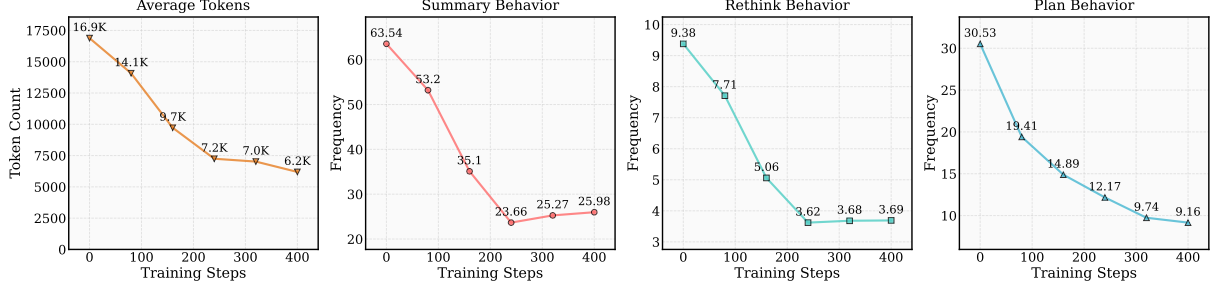 Average Tokens
Token Count
17500
15000
12500
10000
7500
5000
2500
0
16.9K
14.1K
9.7K
7.2K
7.0K
6.2K
0 100 200 300 400
Training Steps
Summary Behavior
Frequency
60
50
40
30
20
63.54
53.2
35.1
23.66
25.27
25.98
0 100 200 300 400
Training Steps
Rethink Behavior
Frequency
10
9
8
7
6
5
4
3
9.38
7.71
5.06
3.62
3.68
3.69
0 100 200 300 400
Training Steps
Plan Behavior
Frequency
30
25
20
15
10
30.53
19.41
14.89
12.17
9.74
9.16
0 100 200 300 400
Training Steps